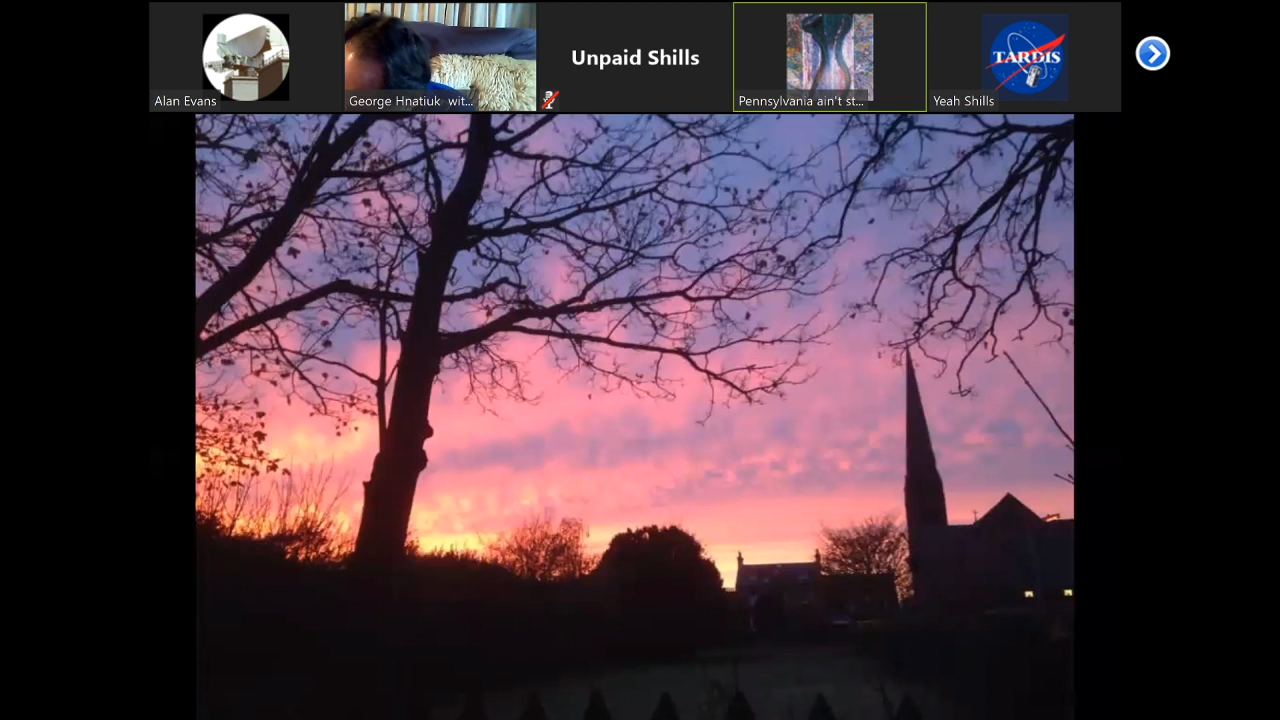 Unpaid Shills
TARDIS
Alan Evans
George Hnatiuk wit...
Pennsylvania ain't st...
Yeah Shills